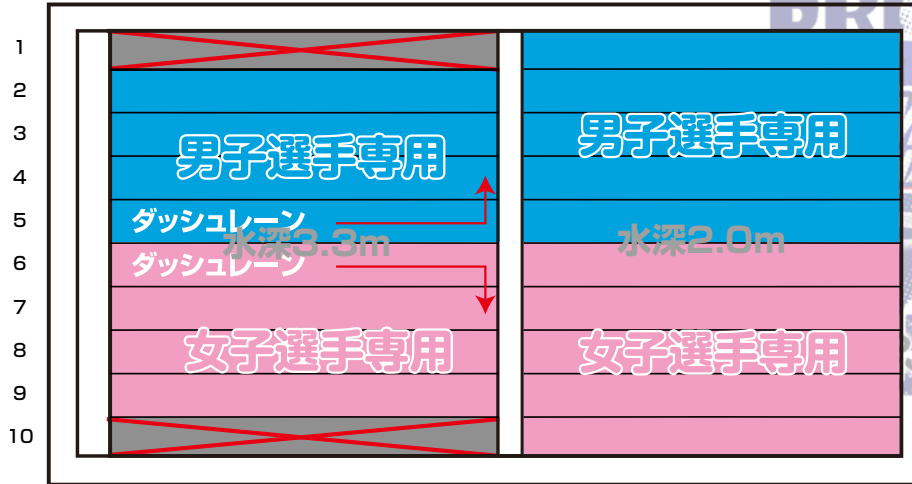 1
2
3
4
5
6
7
8
9
10
男子選手専用
ダッシュレーン
水深3.3m
ダッシュレーン
女子選手専用
男子選手専用
水深2.0m
女子選手専用